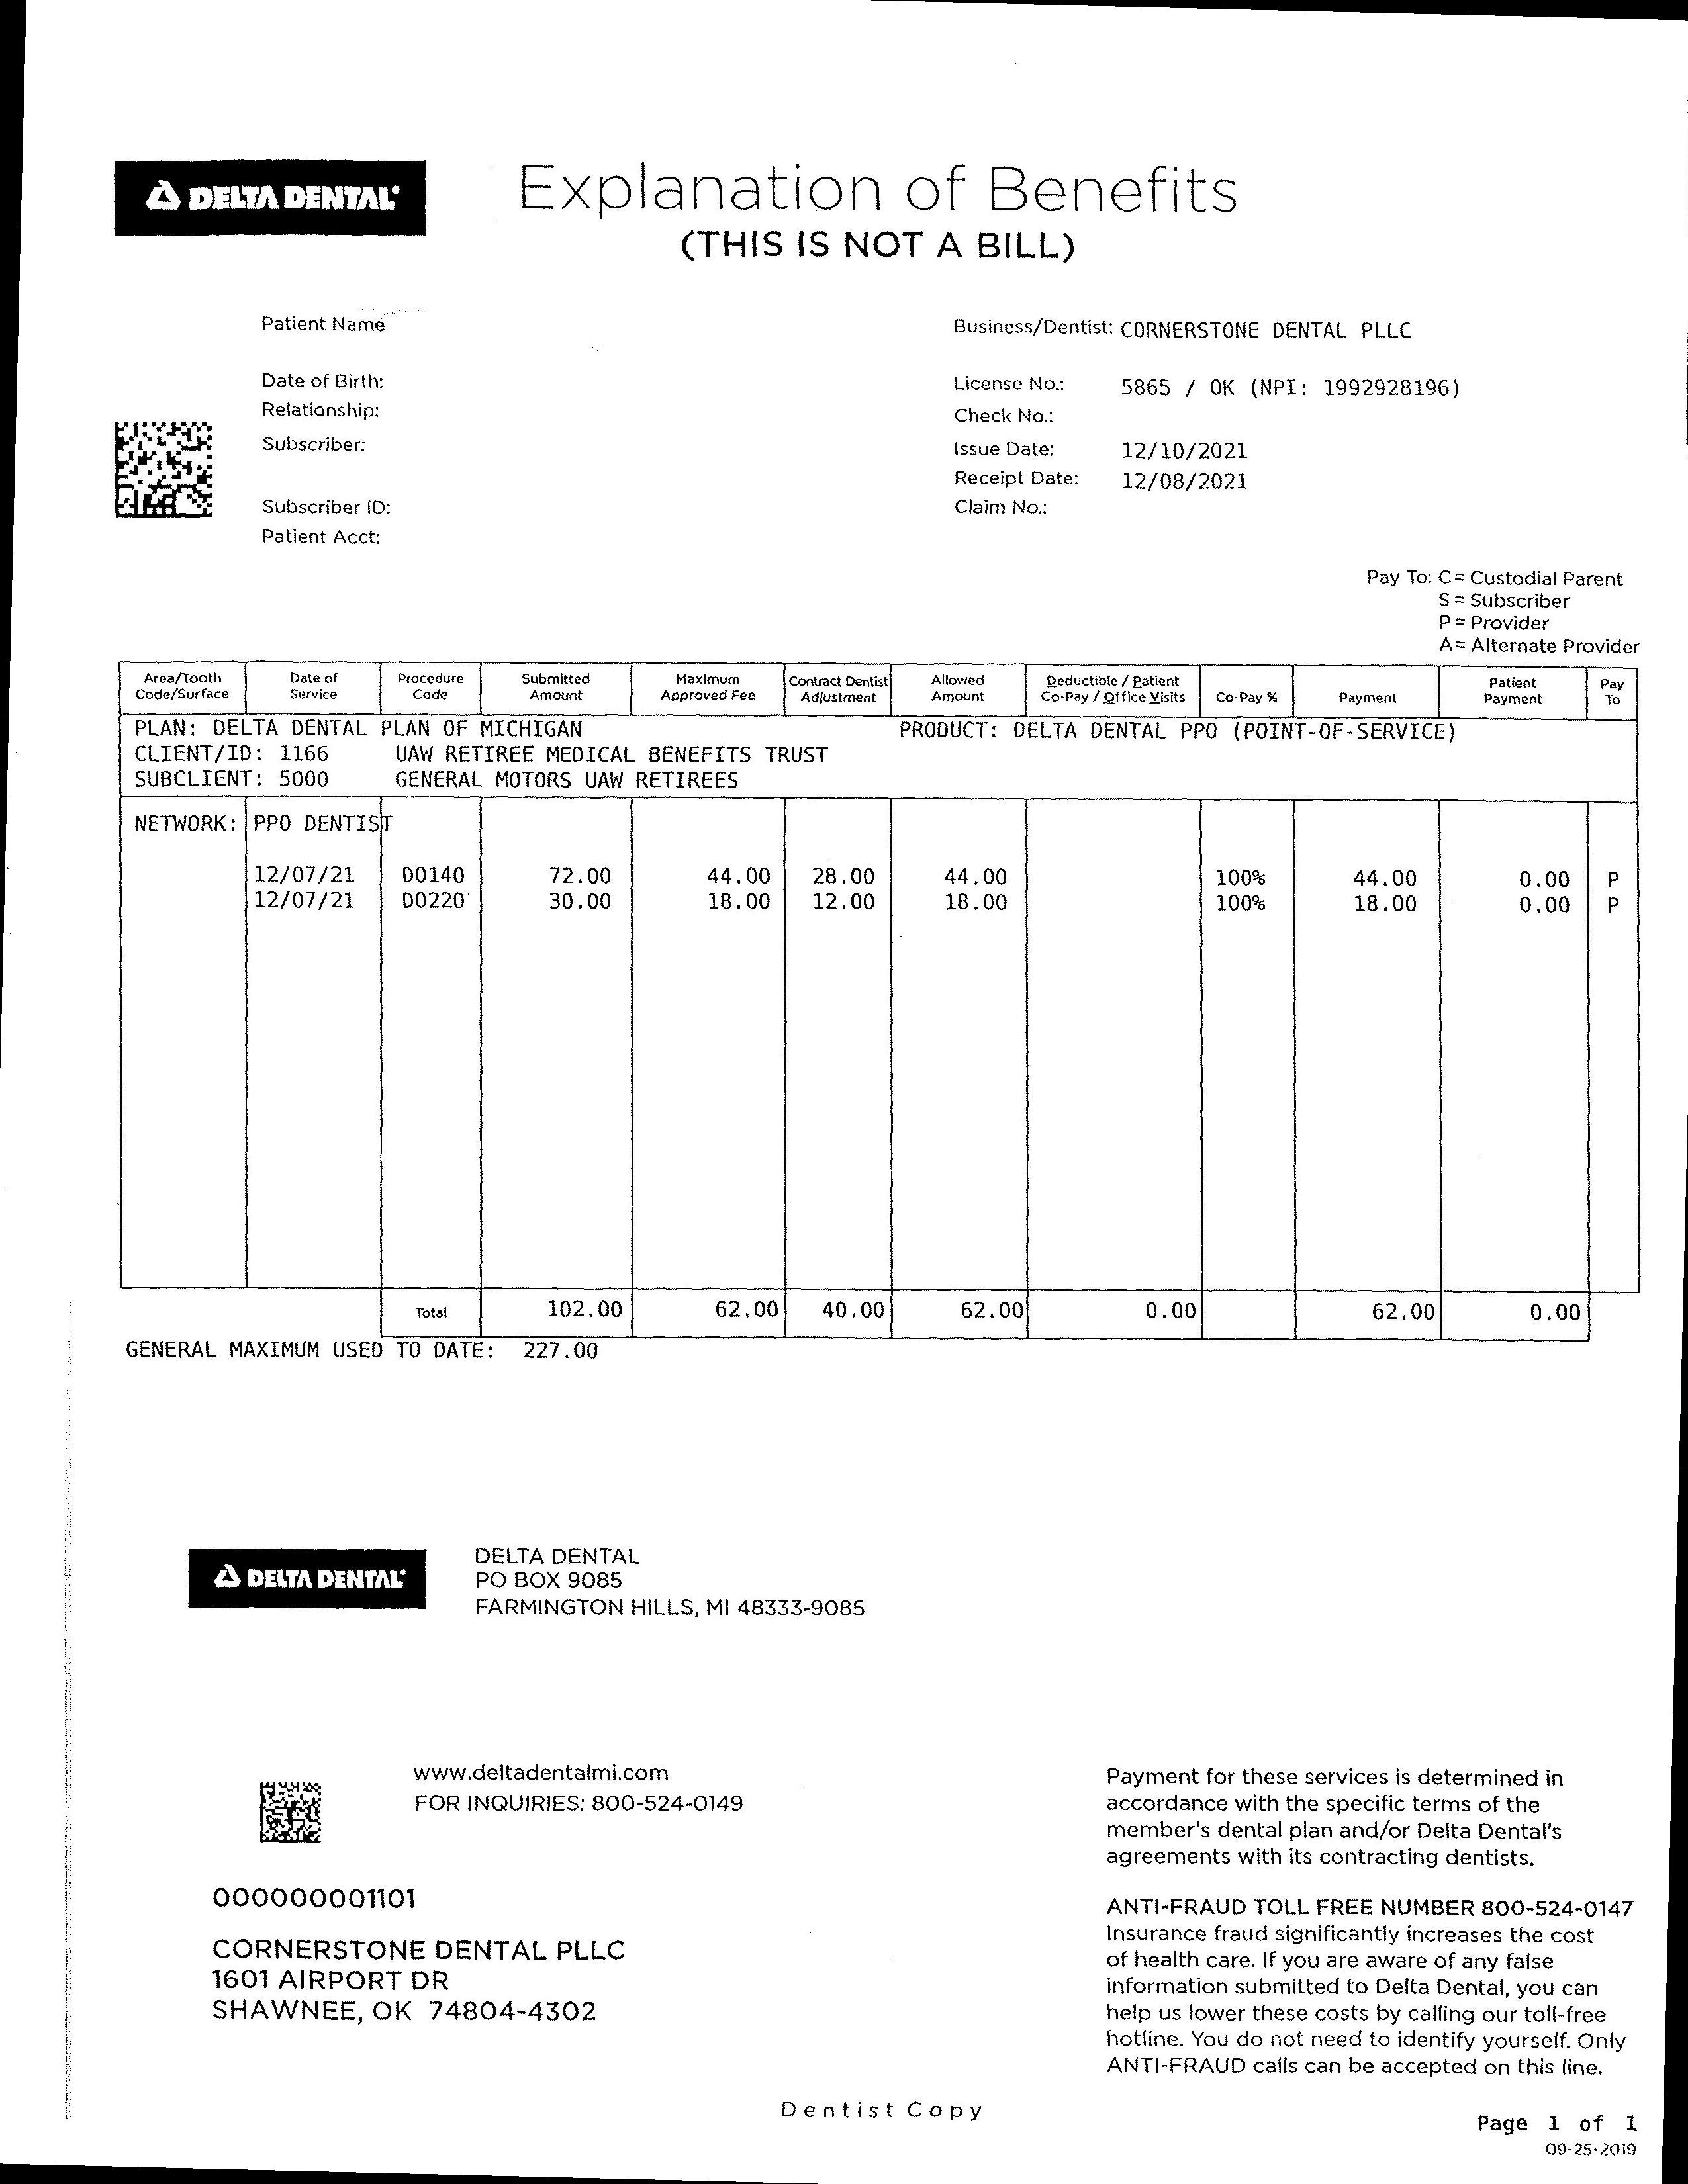 DELTA DENTAL
Explanation of Benefits
(THIS IS NOT A BILL)
Patient Name
Date of Birth:
Relationship:
Subscriber:
Subscriber ID:
Patient Acct:
Business/Dentist: CORNERSTONE DENTAL PLLC
License No.: 5865 / OK (NPI: 1992928196)
Check No.:
Issue Date: 12/10/2021
Receipt Date: 12/08/2021
Claim No.:
Pay To: C = Custodial Parent
S = Subscriber
P = Provider
A = Alternate Provider
Area/Tooth Code/Surface Date of Service Procedure Code Submitted Amount Maximum Approved Fee Contract Dentist Adjustment Allowed Amount Deductible / Patient Co-Pay / Office Visits Co-Pay % Payment Patient Payment Pay To
PLAN: DELTA DENTAL PLAN OF MICHIGAN PRODUCT: DELTA DENTAL PPO (POINT-OF-SERVICE)
CLIENT/ID: 1166 UAW RETIREE MEDICAL BENEFITS TRUST
SUBCLIENT: 5000 GENERAL MOTORS UAW RETIREES
NETWORK: PPO DENTIST
12/07/21 D0140 72.00 44.00 28.00 44.00 100% 44.00 0.00 P
12/07/21 D0220 30.00 18.00 12.00 18.00 100% 18.00 0.00 P
Total 102.00 62.00 40.00 62.00 0.00 62.00 0.00
GENERAL MAXIMUM USED TO DATE: 227.00
DELTA DENTAL
DELTA DENTAL
PO BOX 9085
FARMINGTON HILLS, MI 48333-9085
www.deltadentalmi.com
FOR INQUIRIES: 800-524-0149
000000001101
CORNERSTONE DENTAL PLLC
1601 AIRPORT DR
SHAWNEE, OK 74804-4302
Payment for these services is determined in
accordance with the specific terms of the
member's dental plan and/or Delta Dental's
agreements with its contracting dentists.
ANTI-FRAUD TOLL FREE NUMBER 800-524-0147
Insurance fraud significantly increases the cost
of health care. If you are aware of any false
information submitted to Delta Dental, you can
help us lower these costs by calling our toll-free
hotline. You do not need to identify yourself. Only
ANTI-FRAUD calls can be accepted on this line.
Dentist Copy
Page 1 of 1
09-25-2019